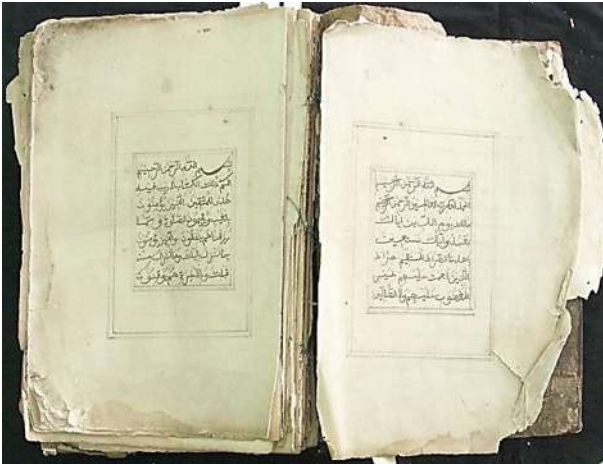 بسم الله الرحمن الرحيم
الحمد لله رب العالمين الرحمن الرحيم
ملك يوم الدين اياك
نعبد واياك نستعين
اهدنا الصراط المستقيم صراط
الذين انعمت عليهم غير
المغضوب عليهم ولا الضالين
بسم الله الرحمن الرحيم
الم ذلك الكتاب لا ريب فيه
هدى للمتقين الذين يؤمنون
بالغيب ويقيمون الصلوة ومما
رزقناهم ينفقون والذين يؤمنون
بما انزل اليك وما انزل من
قبلك وبالاخرة هم يوقنون